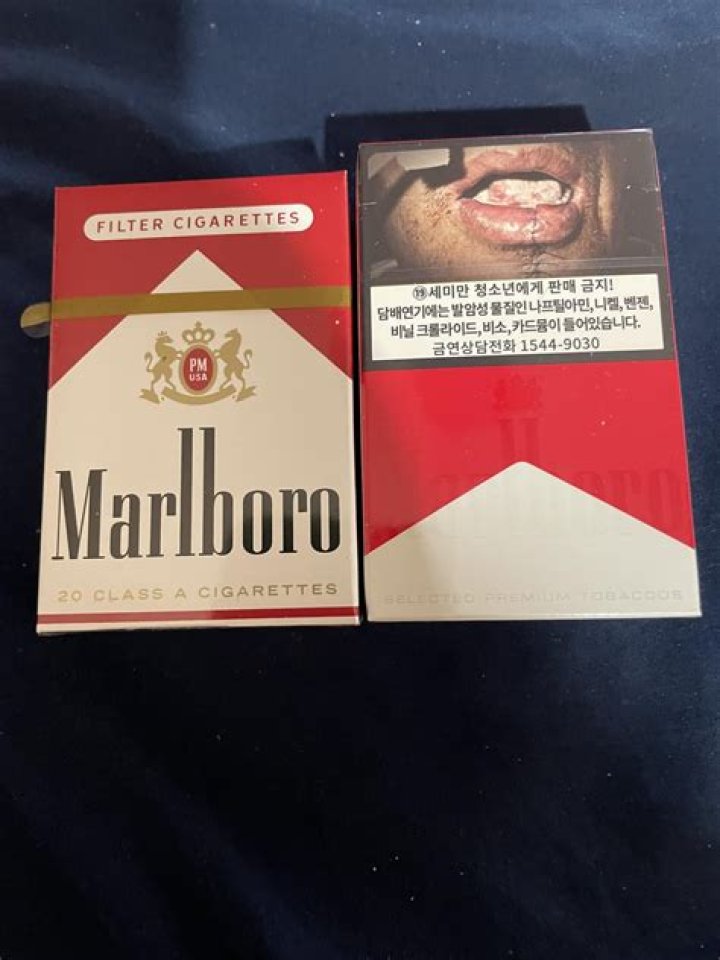 FILTER CIGARETTES
PM
USA
Marlboro
20 CLASS A CIGARETTES
⑲세미만 청소년에게 판매 금지!
담배연기에는 발암성 물질인 나프틸아민, 니켈, 벤젠,
비닐 크롤라이드, 비소, 카드뮴이 들어있습니다.
금연상담전화 1544-9030
Marlboro
SELECTED PREMIUM TOBACCOS